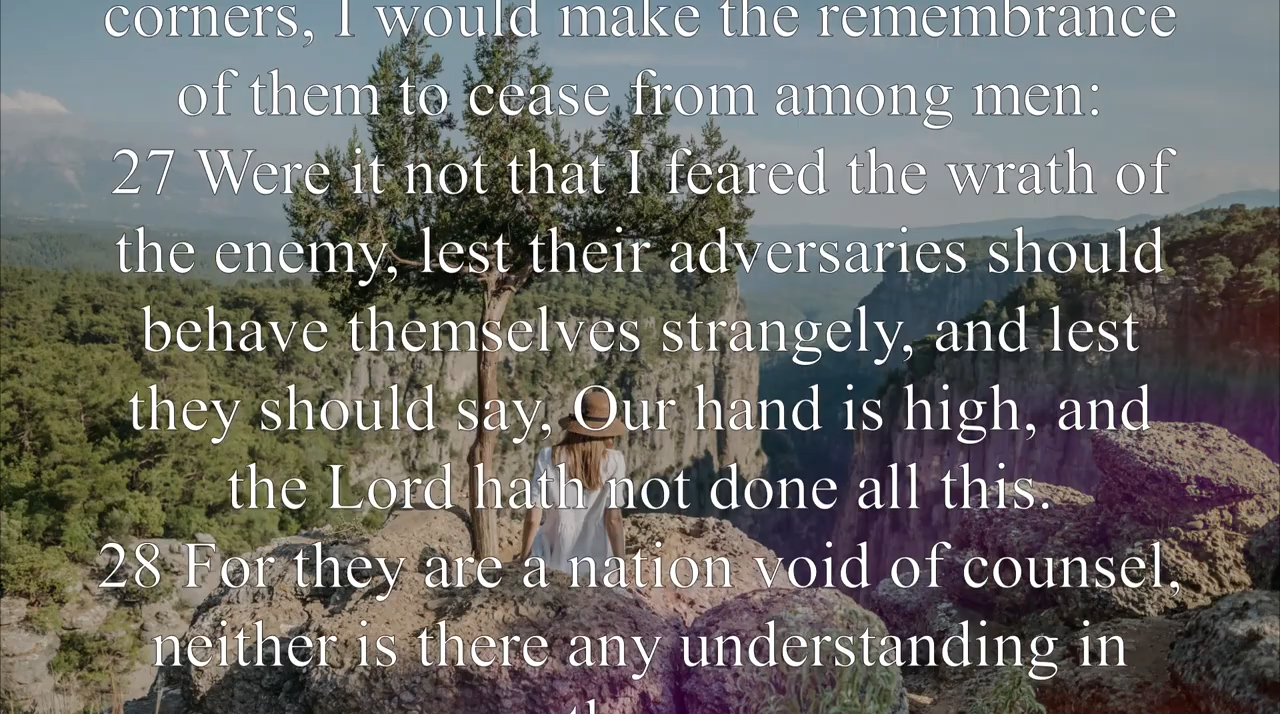 corners, I would make the remembrance
of them to cease from among men:
27 Were it not that I feared the wrath of
the enemy, lest their adversaries should
behave themselves strangely, and lest
they should say, Our hand is high, and
the Lord hath not done all this.
28 For they are a nation void of counsel,
neither is there any understanding in